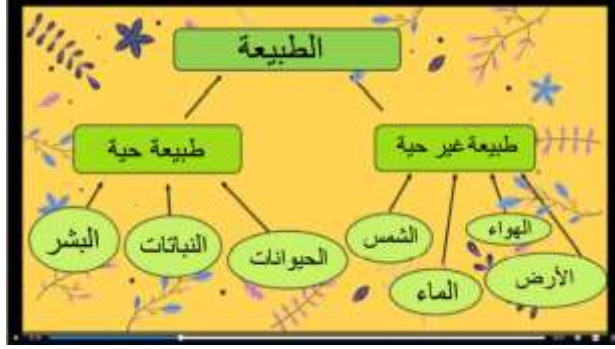 الطبيعة
طبيعة غير حية
طبيعة حية
الهواء
الشمس
الأرض
الماء
الحيوانات
النباتات
البشر